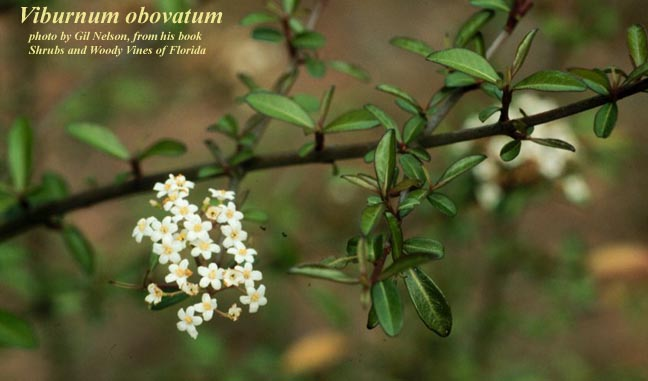 Viburnum obovatum
photo by Gil Nelson, from his book
Shrubs and Woody Vines of Florida